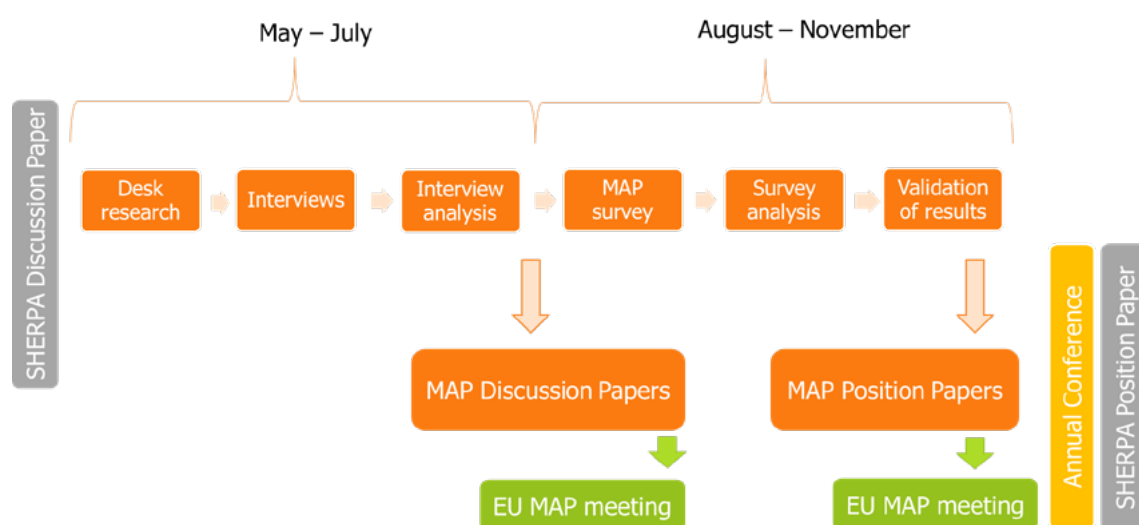 May – July
August – November
SHERPA Discussion Paper
Desk
research
Interviews
Interview
analysis
MAP
survey
Survey
analysis
Validation
of results
MAP Discussion Papers
MAP Position Papers
EU MAP meeting
EU MAP meeting
Annual Conference
SHERPA Position Paper